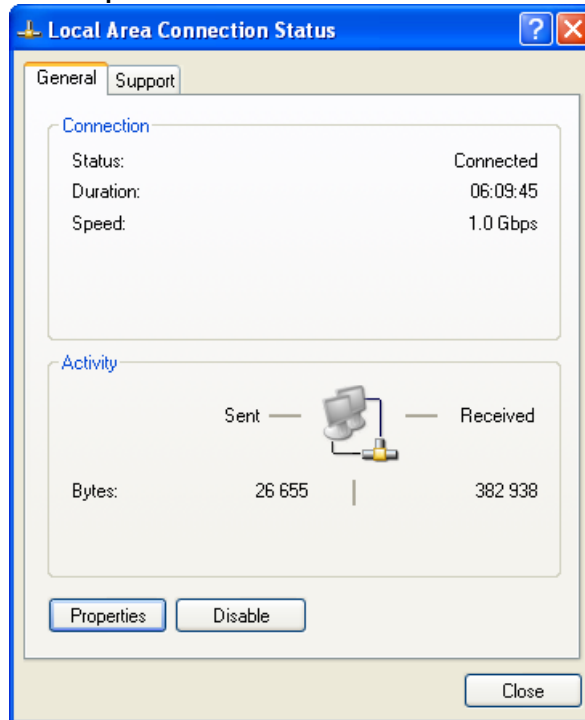 Local Area Connection Status
General Support
Connection
Status: Connected
Duration: 06:09:45
Speed: 1.0 Gbps
Activity
Sent Received
Bytes: 26 655 382 938
Properties Disable
Close